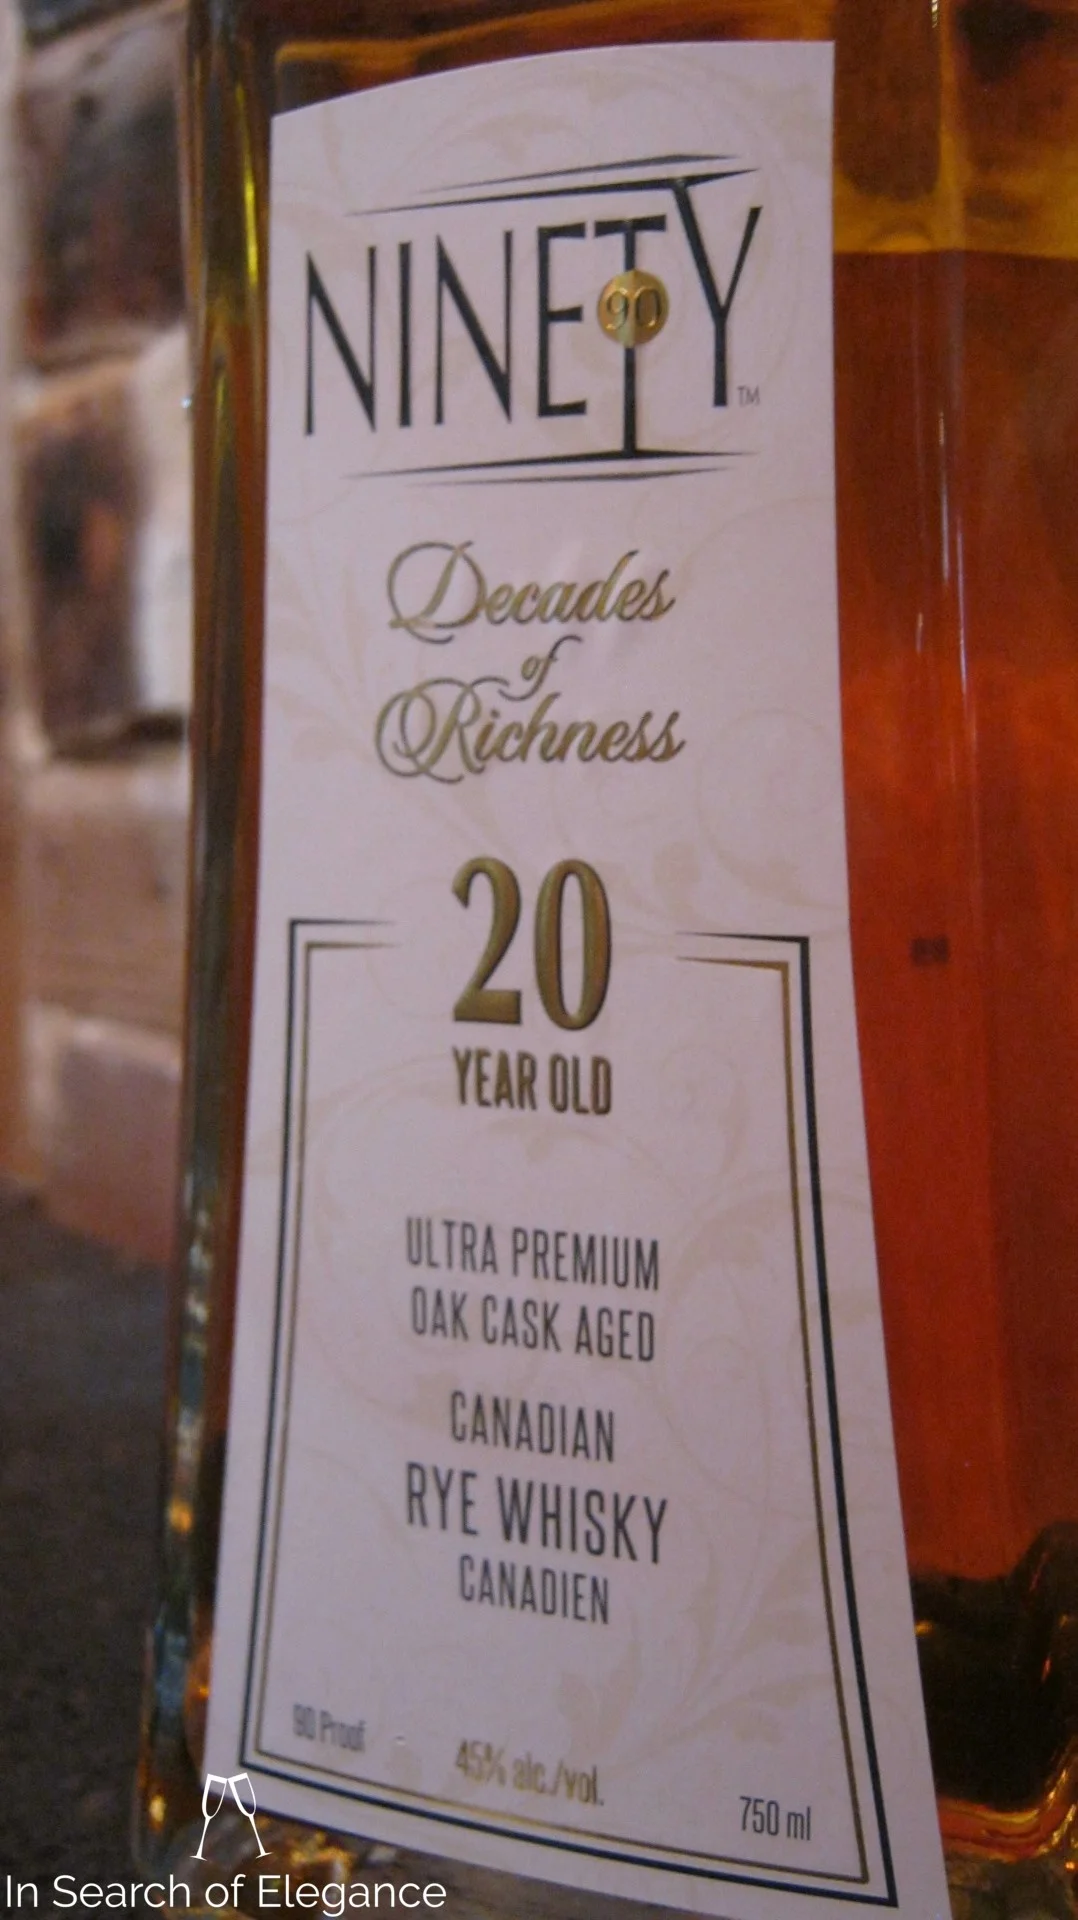 NINETY
90
TM
Decades
of
Richness
20
YEAR OLD
ULTRA PREMIUM
OAK CASK AGED
CANADIAN
RYE WHISKY
CANADIEN
90 Proof
45% alc./vol.
750 ml
In Search of Elegance